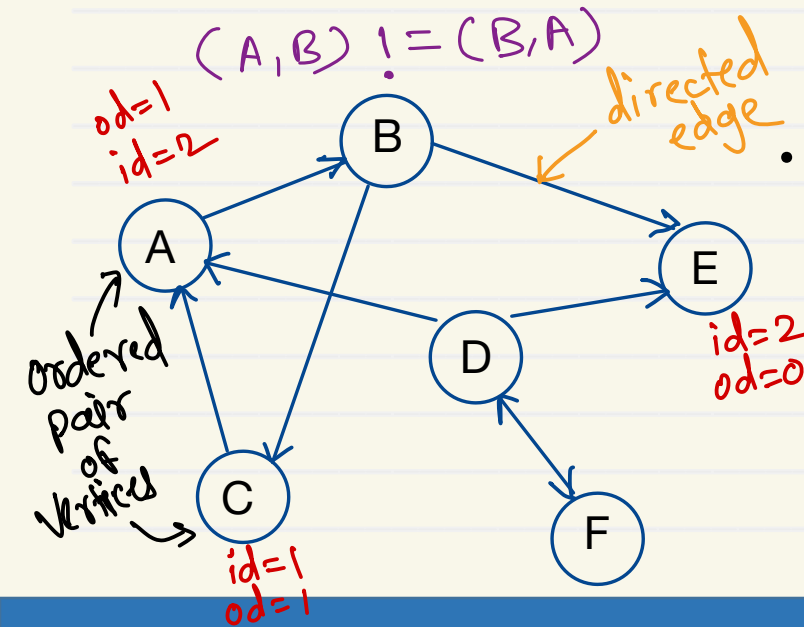 (A,B) != (B,A)
directed
edge
od=1
id=2
B
A
E
D
id=2
od=0
ordered
pair
of
vertices
C
F
id=1
od=1